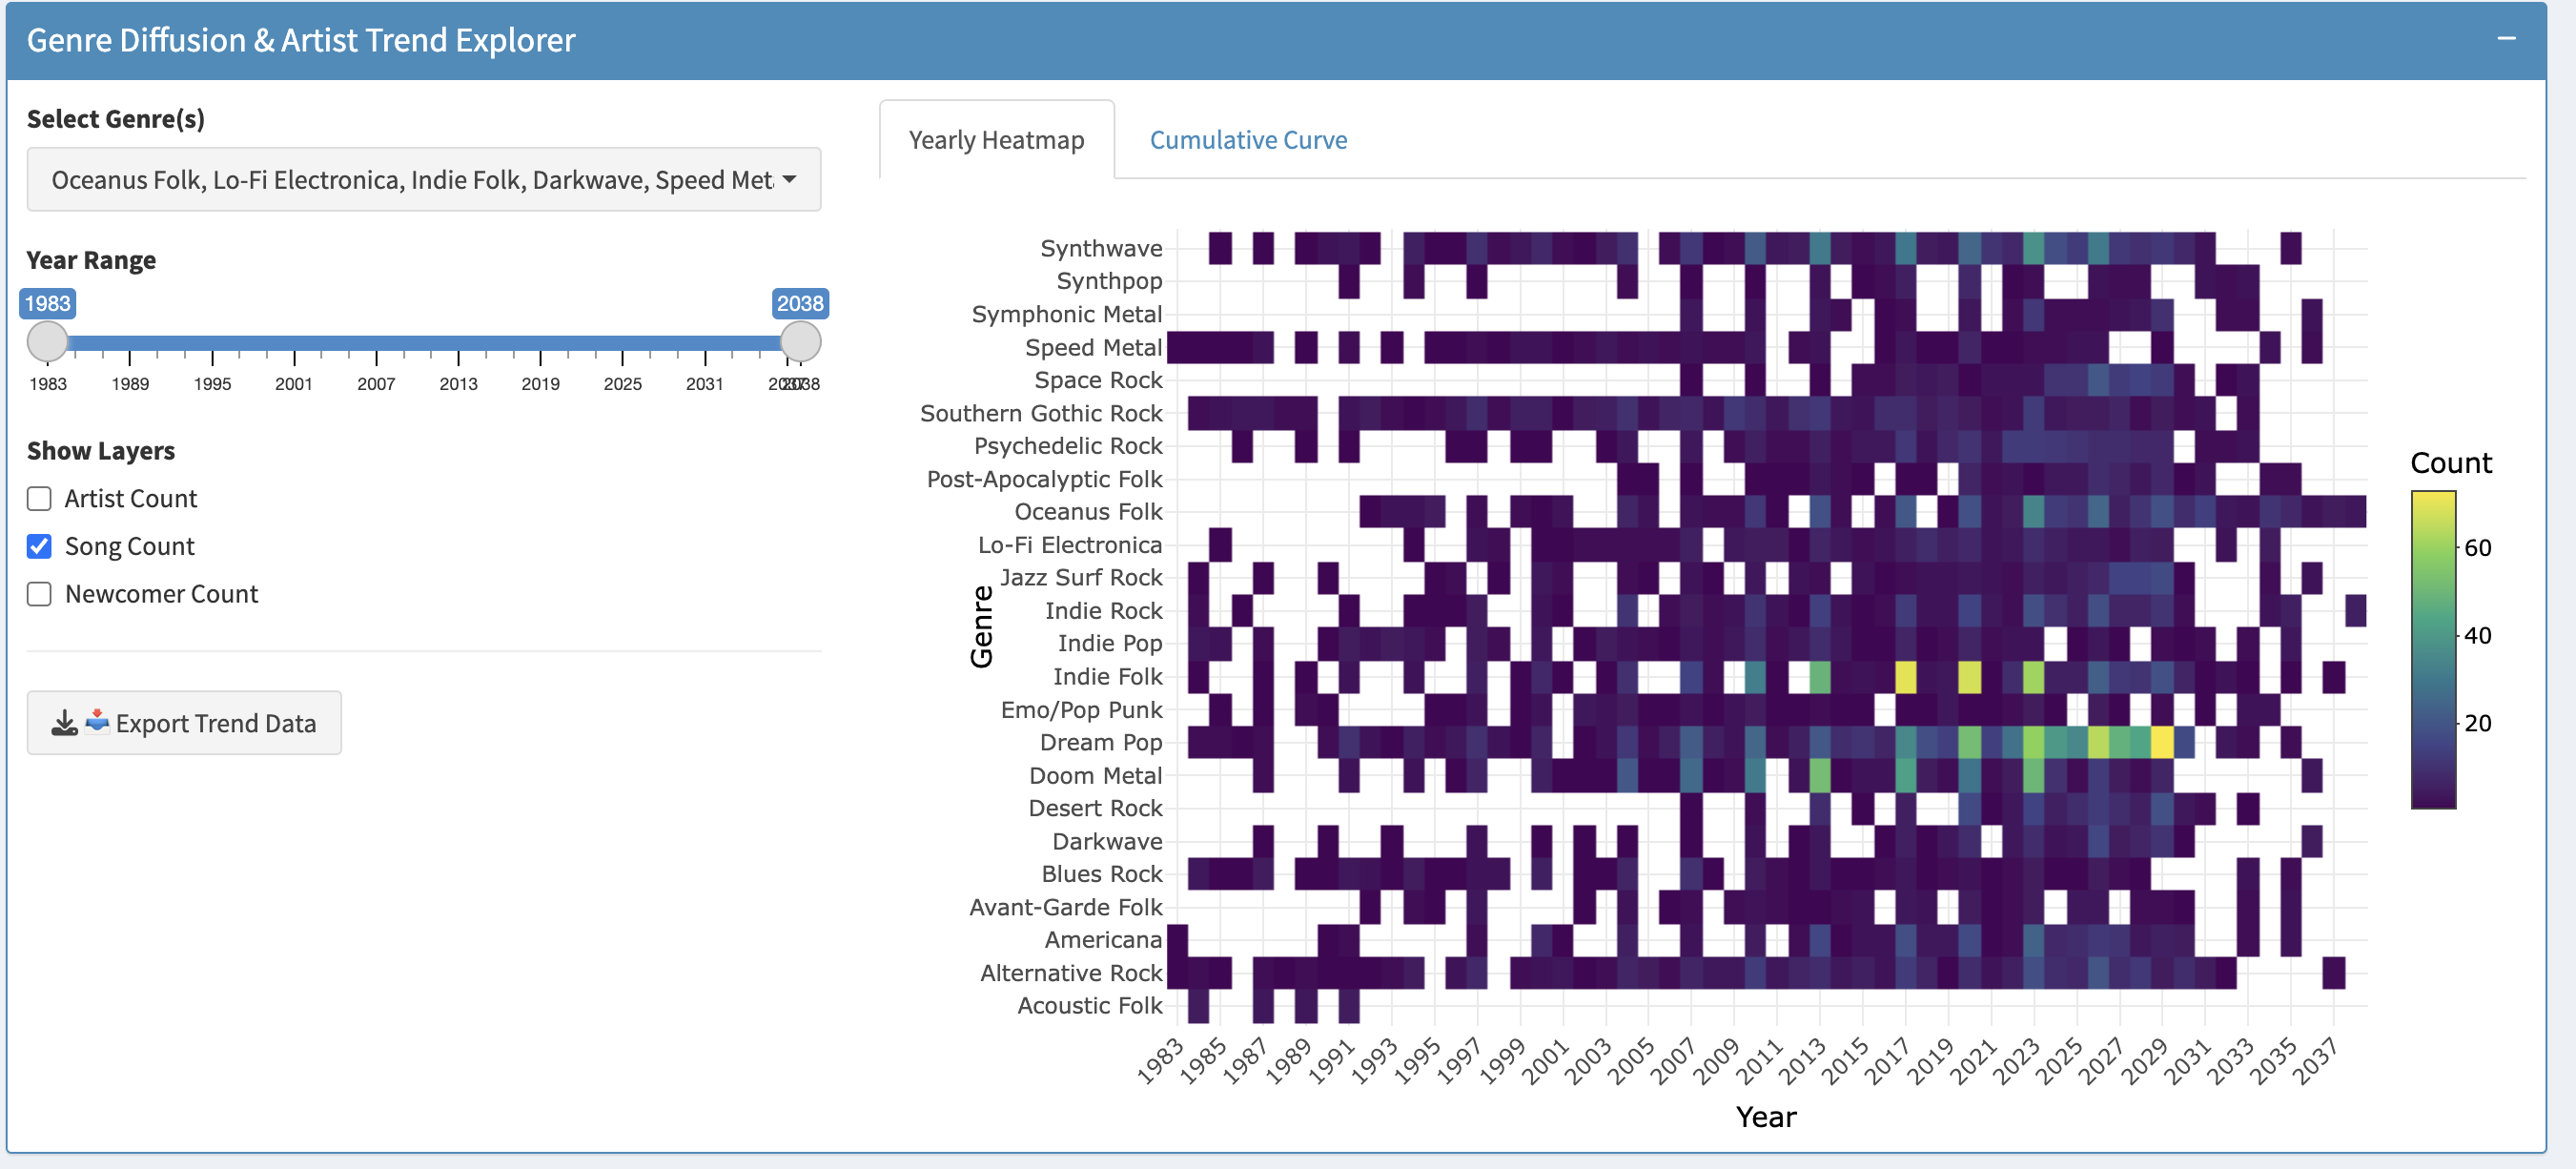 Genre Diffusion & Artist Trend Explorer
Select Genre(s)
Oceanus Folk, Lo-Fi Electronica, Indie Folk, Darkwave, Speed Met
Year Range
1983 2038
1983 1989 1995 2001 2007 2013 2019 2025 2031 2037 2038
Show Layers
Artist Count
Song Count
Newcomer Count
Export Trend Data
Yearly Heatmap
Cumulative Curve
Synthwave
Synthpop
Symphonic Metal
Speed Metal
Space Rock
Southern Gothic Rock
Psychedelic Rock
Post-Apocalyptic Folk
Oceanus Folk
Lo-Fi Electronica
Jazz Surf Rock
Indie Rock
Indie Pop
Indie Folk
Emo/Pop Punk
Dream Pop
Doom Metal
Desert Rock
Darkwave
Blues Rock
Avant-Garde Folk
Americana
Alternative Rock
Acoustic Folk
Genre
1983 1985 1987 1989 1991 1993 1995 1997 1999 2001 2003 2005 2007 2009 2011 2013 2015 2017 2019 2021 2023 2025 2027 2029 2031 2033 2035 2037
Year
Count
60
40
20